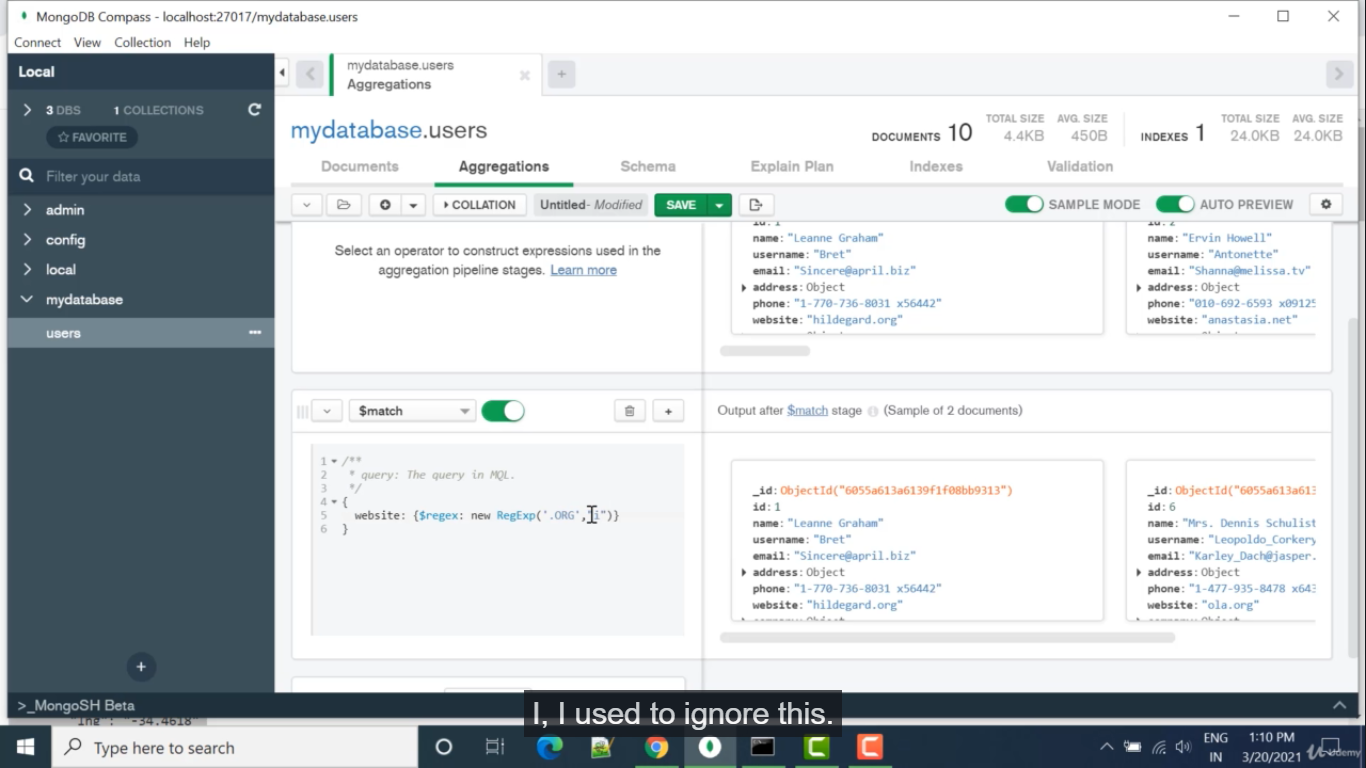 MongoDB Compass - localhost:27017/mydatabase.users
Connect View Collection Help
Local
3 DBS 1 COLLECTIONS
FAVORITE
Filter your data
admin
config
local
mydatabase
users
mydatabase.users
Aggregations
mydatabase.users
DOCUMENTS 10 TOTAL SIZE 4.4KB AVG. SIZE 450B INDEXES 1 TOTAL SIZE 24.0KB AVG. SIZE 24.0KB
Documents Aggregations Schema Explain Plan Indexes Validation
COLLATION Untitled- Modified SAVE SAMPLE MODE AUTO PREVIEW
Select an operator to construct expressions used in the
aggregation pipeline stages. Learn more
id: 1
name: "Leanne Graham"
username: "Bret"
email: "Sincere@april.biz"
address: Object
phone: "1-770-736-8031 x56442"
website: "hildegard.org"
id: 2
name: "Ervin Howell"
username: "Antonette"
email: "Shanna@melissa.tv"
address: Object
phone: "010-692-6593 x09125
website: "anastasia.net"
$match
Output after $match stage (Sample of 2 documents)
1 /**
2 * query: The query in MQL.
3 */
4 {
5 website: {$regex: new RegExp('.ORG',"i")}
6 }
_id: ObjectId("6055a613a6139f1f08bb9313")
id: 1
name: "Leanne Graham"
username: "Bret"
email: "Sincere@april.biz"
address: Object
phone: "1-770-736-8031 x56442"
website: "hildegard.org"
_id: ObjectId("6055a613
id: 6
name: "Mrs. Dennis Schulist
username: "Leopoldo_Corkery
email: "Karley_Dach@jasper.
address: Object
phone: "1-477-935-8478 x643
website: "ola.org"
>_MongoSH Beta
"lng": "-34.4618"
I, I used to ignore this.
Type here to search
ENG
IN
1:10 PM
3/20/2021
Udemy